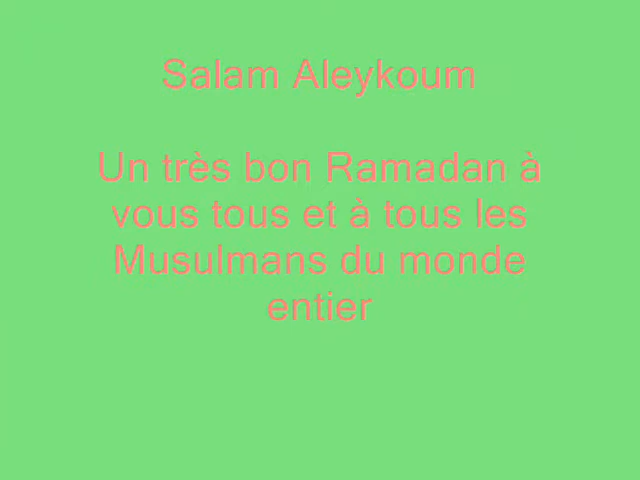 Salam Aleykoum
Un très bon Ramadan à
vous tous et à tous les
Musulmans du monde
entier